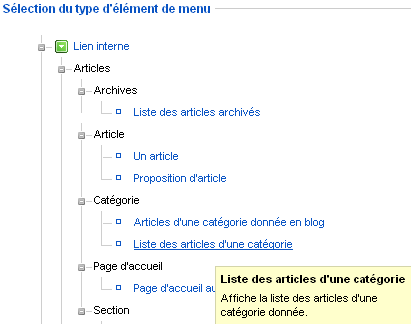 Sélection du type d'élément de menu
Lien interne
Articles
Archives
Liste des articles archivés
Article
Un article
Proposition d'article
Catégorie
Articles d'une catégorie donnée en blog
Liste des articles d'une catégorie
Page d'accueil
Page d'accueil au
Liste des articles d'une catégorie
Affiche la liste des articles d'une
catégorie donnée.
Section